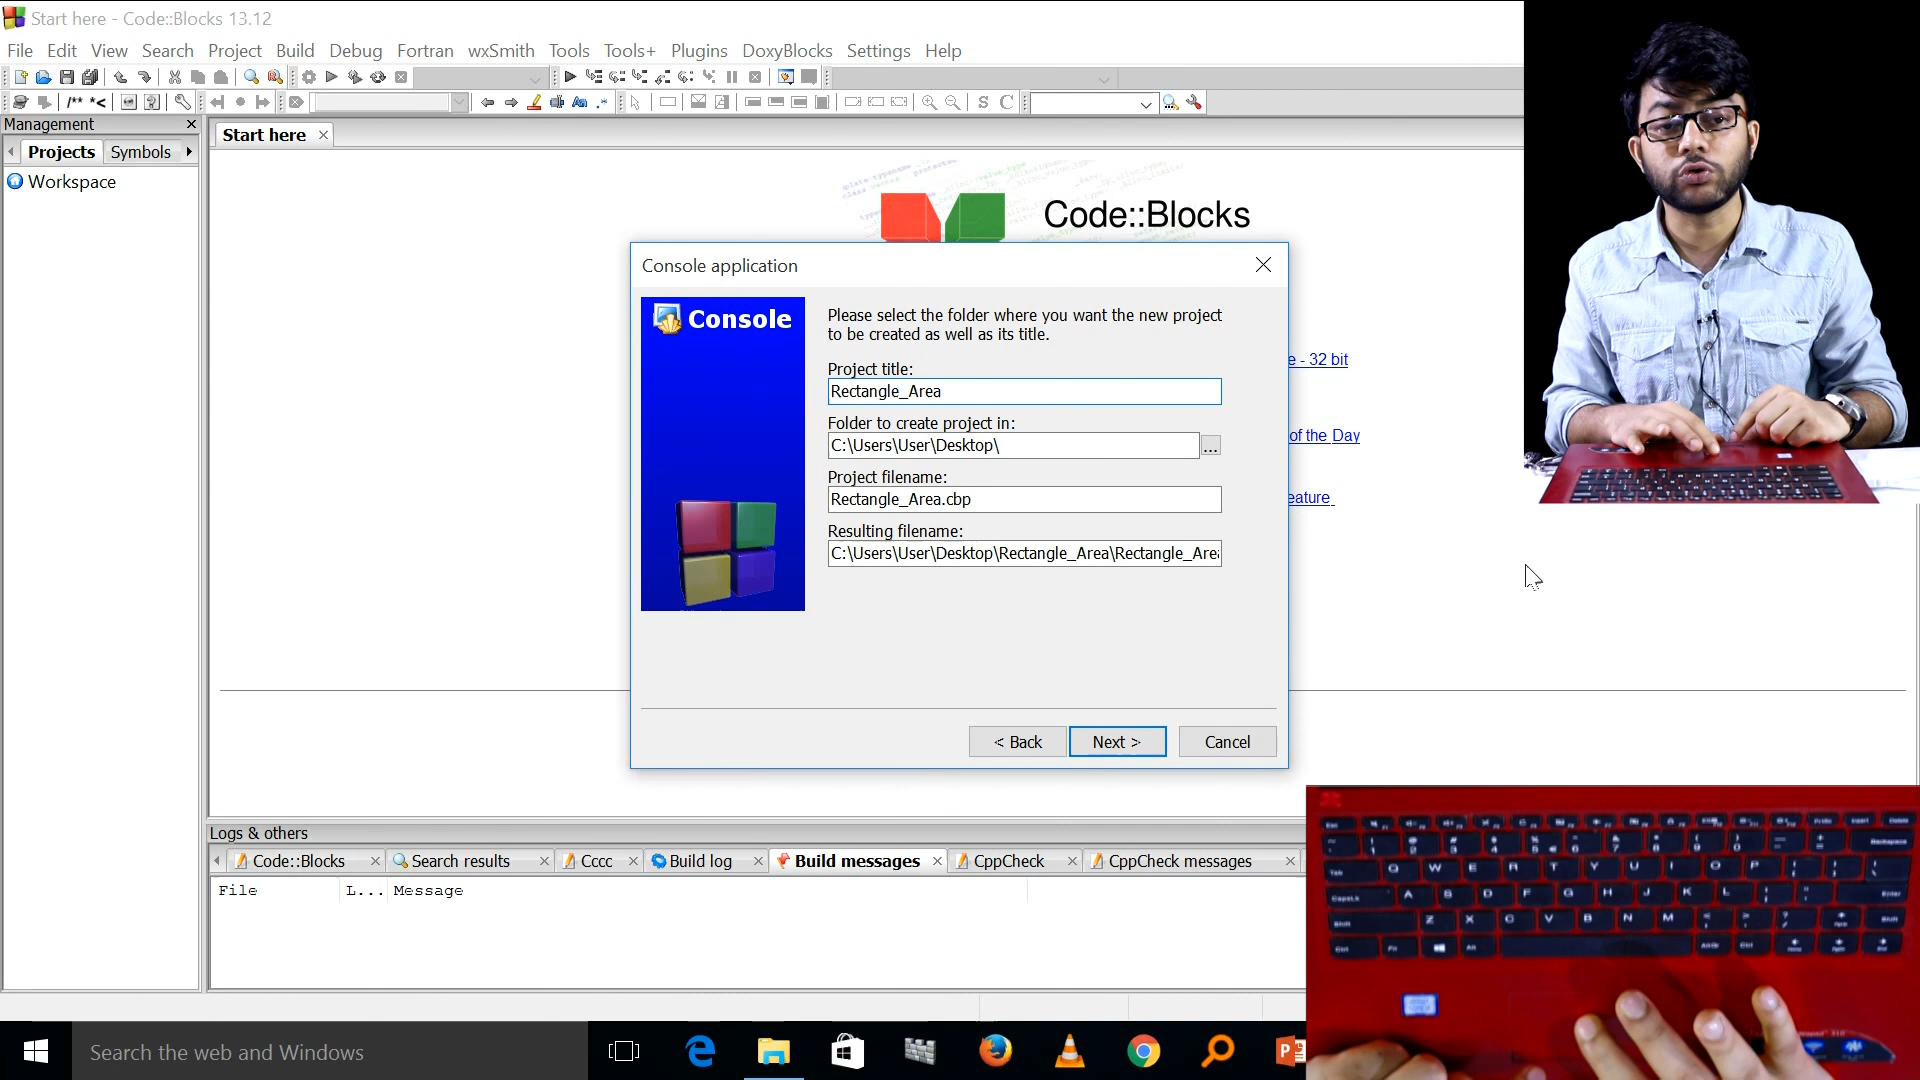 Start here - Code::Blocks 13.12
File Edit View Search Project Build Debug Fortran wxSmith Tools Tools+ Plugins DoxyBlocks Settings Help
/** *<
S C
Management
Start here
Projects Symbols
Workspace
Code::Blocks
Console application
Console
Please select the folder where you want the new project
to be created as well as its title.
Project title:
Rectangle_Area
Folder to create project in:
C:\Users\User\Desktop\
...
Project filename:
Rectangle_Area.cbp
Resulting filename:
C:\Users\User\Desktop\Rectangle_Area\Rectangle_Area
< Back Next > Cancel
e - 32 bit
of the Day
eature
Logs & others
Code::Blocks Search results Cccc Build log Build messages CppCheck CppCheck messages
File L... Message
Search the web and Windows
Q W E R T Y U I O P
A S D F G H J K L
Z X C V B N M